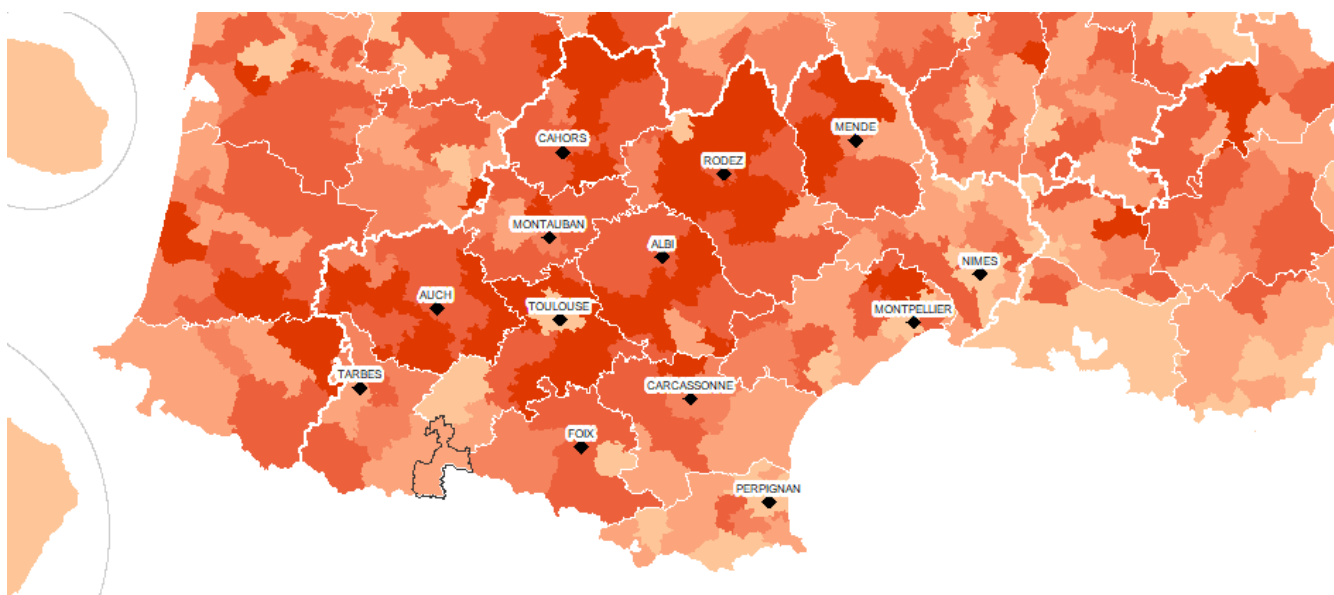 CAHORS
MENDE
RODEZ
MONTAUBAN
ALBI
NIMES
AUCH
TOULOUSE
MONTPELLIER
TARBES
CARCASSONNE
FOIX
PERPIGNAN